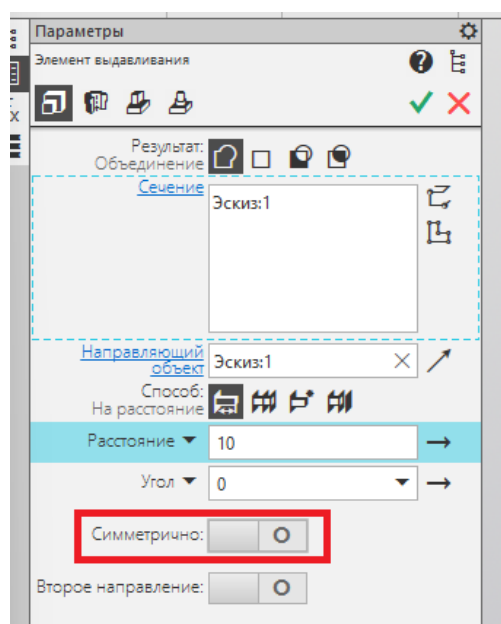 Параметры
Элемент выдавливания
Результат:
Объединение
Сечение
Эскиз:1
Направляющий
объект
Эскиз:1
Способ:
На расстояние
Расстояние
10
Угол
0
Симметрично:
Второе направление: